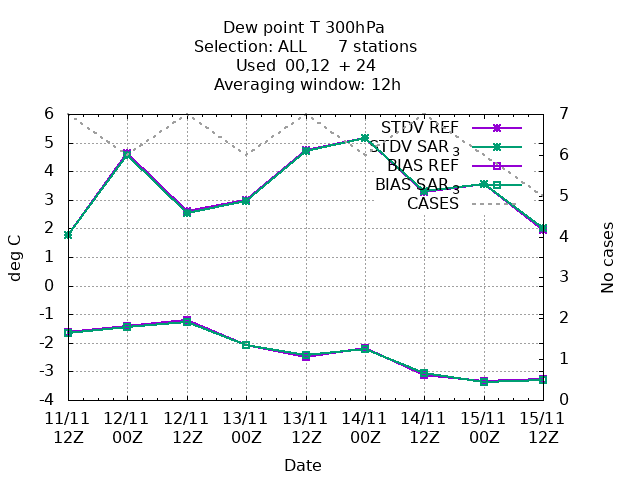 Dew point T 300hPa
Selection: ALL 7 stations
Used 00,12 + 24
Averaging window: 12h
6 5 4 3 2 1 0 -1 -2 -3 -4
deg C
STDV REF
STDV SAR 3
BIAS REF
BIAS SAR 3
CASES
7 6 5 4 3 2 1 0
No cases
11/11 12/11 12/11 13/11 13/11 14/11 14/11 15/11 15/11
12Z 00Z 12Z 00Z 12Z 00Z 12Z 00Z 12Z
Date